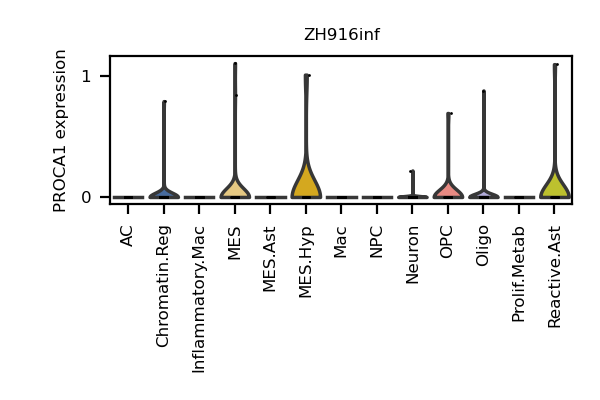 ZH916inf
PROCA1 expression
1
0
AC
Chromatin.Reg
Inflammatory.Mac
MES
MES.Ast
MES.Hyp
Mac
NPC
Neuron
OPC
Oligo
Prolif.Metab
Reactive.Ast